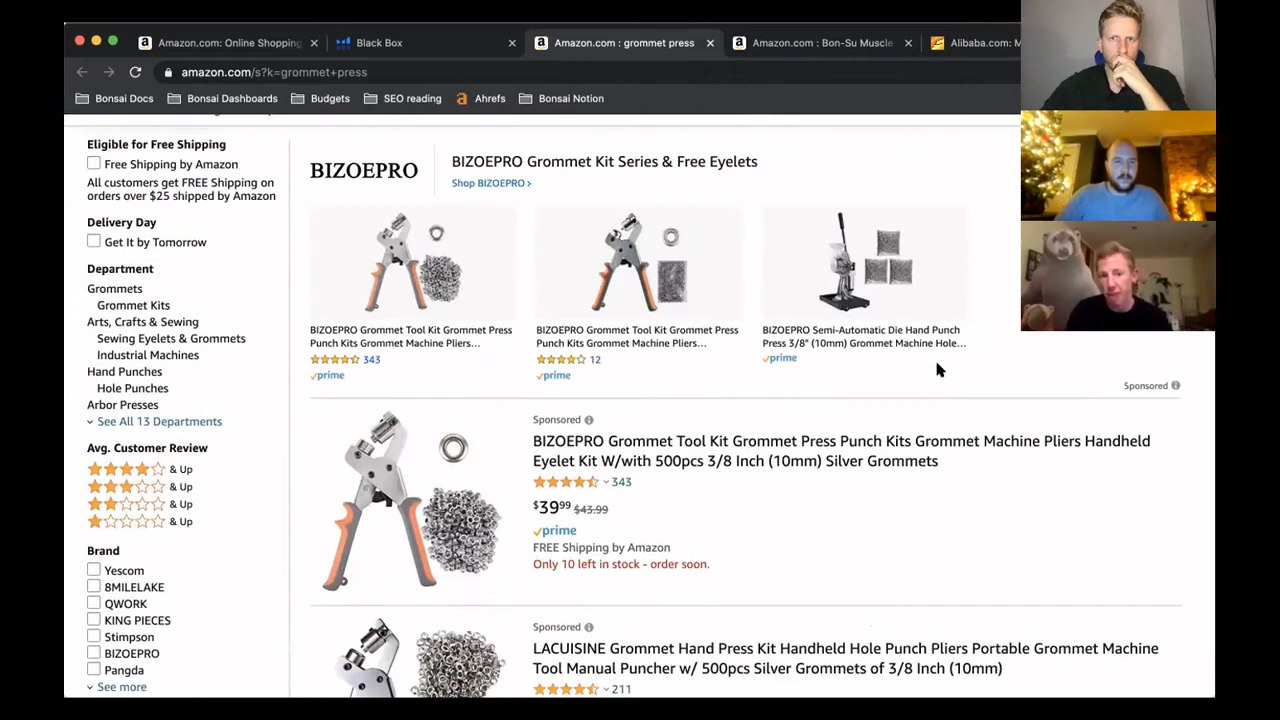 Amazon.com: Online Shopping
Black Box
Amazon.com : grommet press
Amazon.com : Bon-Su Muscle
Alibaba.com: M
amazon.com/s?k=grommet+press
Bonsai Docs
Bonsai Dashboards
Budgets
SEO reading
Ahrefs
Bonsai Notion
Eligible for Free Shipping
Free Shipping by Amazon
All customers get FREE Shipping on
orders over $25 shipped by Amazon
Delivery Day
Get It by Tomorrow
Department
Grommets
Grommet Kits
Arts, Crafts & Sewing
Sewing Eyelets & Grommets
Industrial Machines
Hand Punches
Hole Punches
Arbor Presses
See All 13 Departments
Avg. Customer Review
& Up
& Up
& Up
& Up
Brand
Yescom
8MILELAKE
QWORK
KING PIECES
Stimpson
BIZOEPRO
Pangda
See more
BIZOEPRO
BIZOEPRO Grommet Kit Series & Free Eyelets
Shop BIZOEPRO ›
BIZOEPRO Grommet Tool Kit Grommet Press
Punch Kits Grommet Machine Pliers…
343
prime
BIZOEPRO Grommet Tool Kit Grommet Press
Punch Kits Grommet Machine Pliers…
12
prime
BIZOEPRO Semi-Automatic Die Hand Punch
Press 3/8" (10mm) Grommet Machine Hole…
prime
Sponsored
Sponsored
BIZOEPRO Grommet Tool Kit Grommet Press Punch Kits Grommet Machine Pliers Handheld
Eyelet Kit W/with 500pcs 3/8 Inch (10mm) Silver Grommets
343
$39.99 $43.99
prime
FREE Shipping by Amazon
Only 10 left in stock - order soon.
Sponsored
LACUISINE Grommet Hand Press Kit Handheld Hole Punch Pliers Portable Grommet Machine
Tool Manual Puncher w/ 500pcs Silver Grommets of 3/8 Inch (10mm)
211